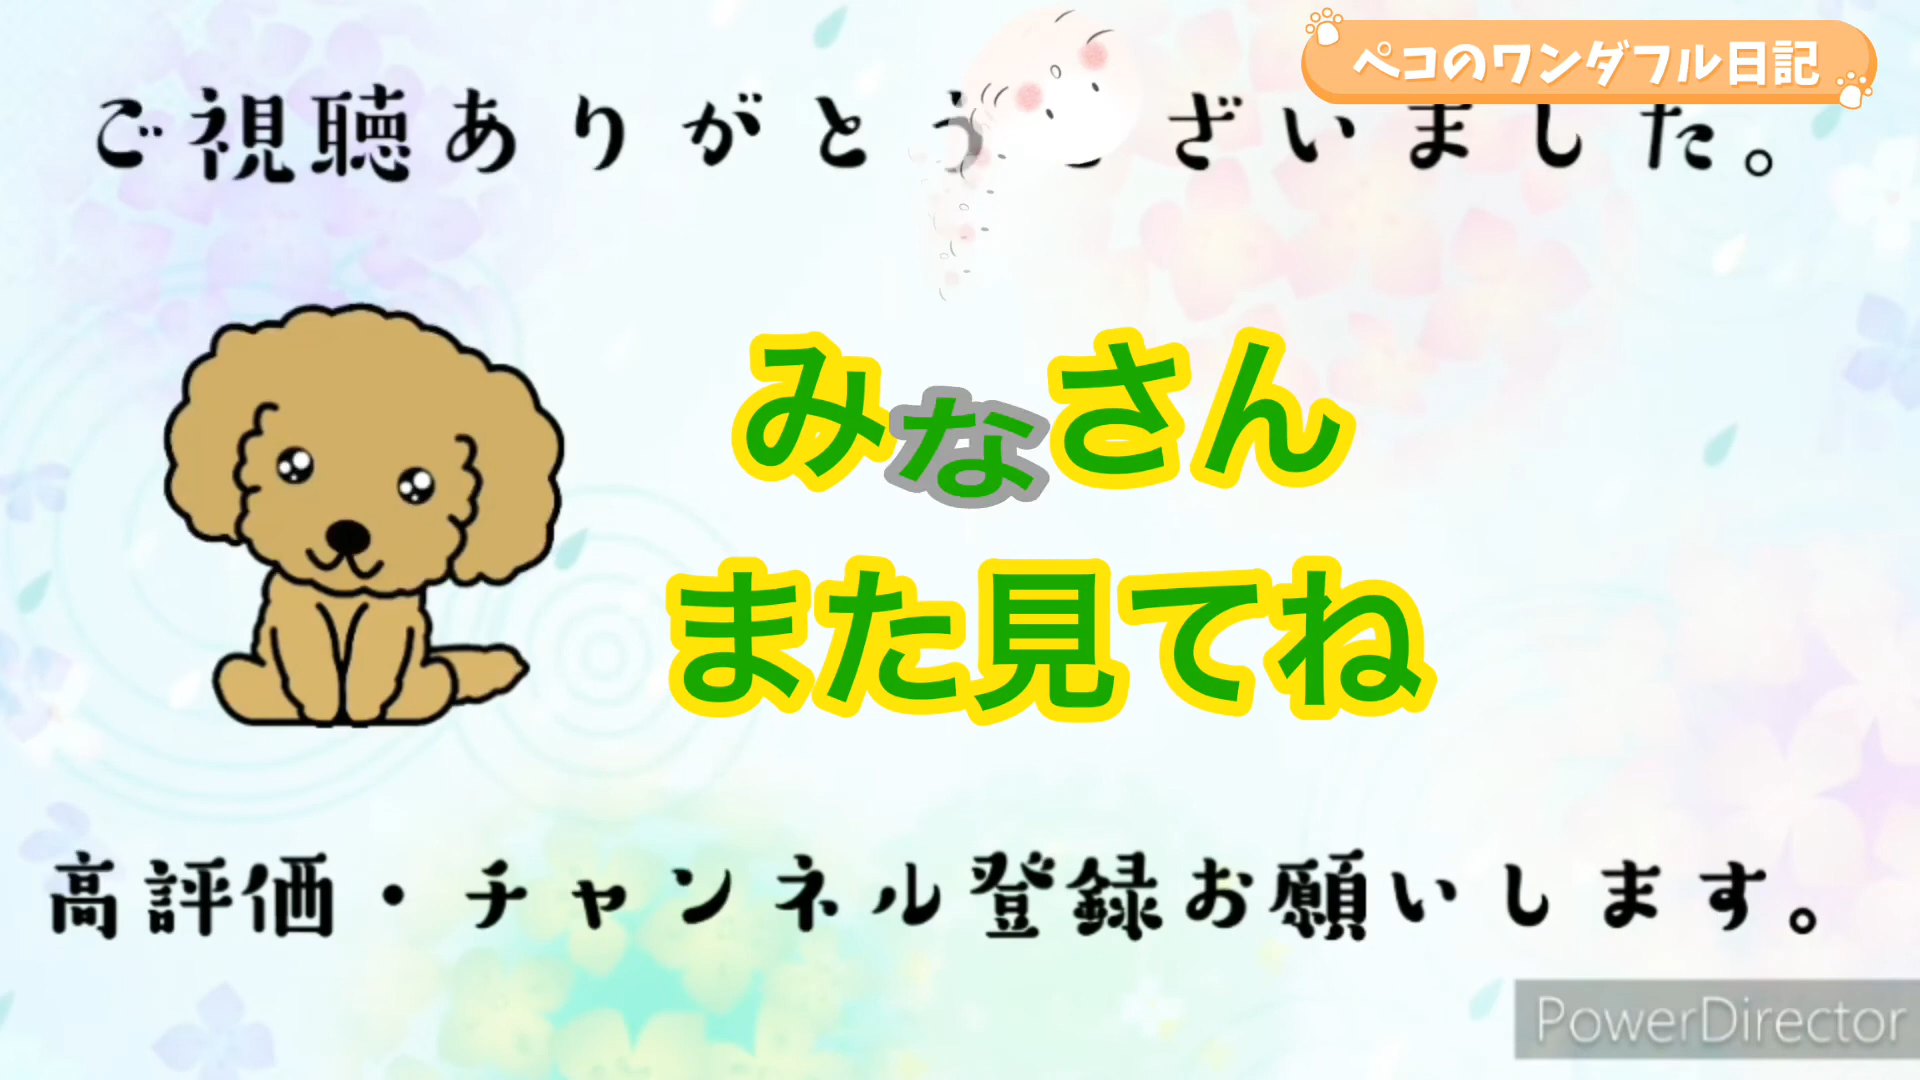 ペコのワンダフル日記
ご視聴ありがとうございました。
みなさん
また見てね
高評価・チャンネル登録お願いします。
PowerDirector